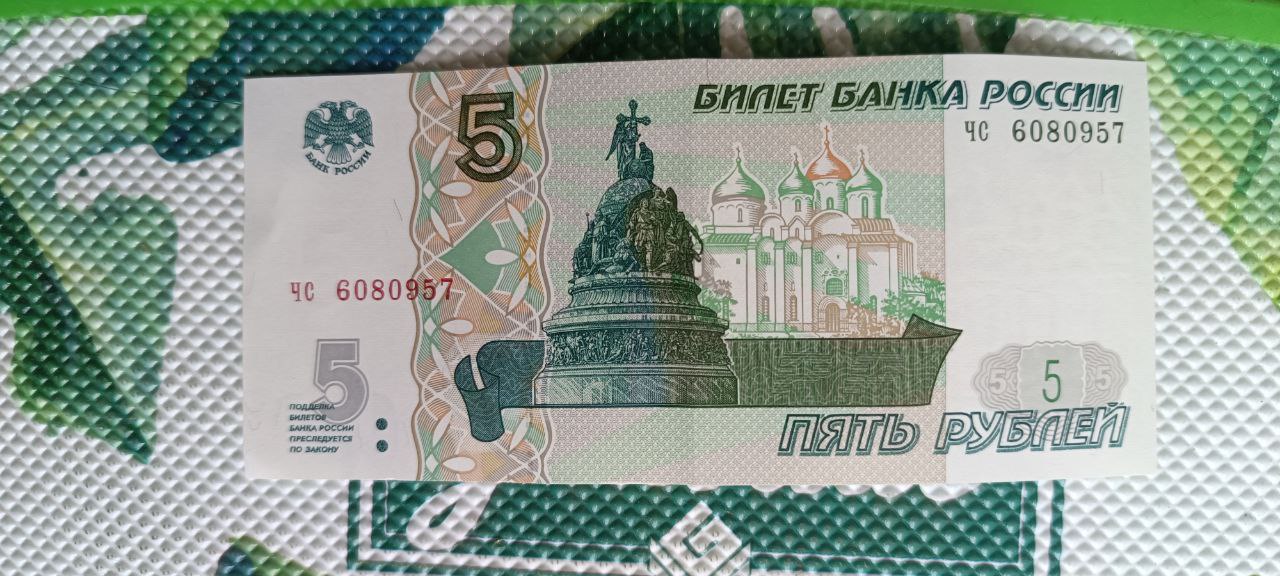 БИЛЕТ БАНКА РОССИИ
чс 6080957
5
БАНК РОССИИ
чс 6080957
5
ПОДДЕЛКА
БИЛЕТОВ
БАНКА РОССИИ
ПРЕСЛЕДУЕТСЯ
ПО ЗАКОНУ
5 5 5
ПЯТЬ РУБЛЕЙ